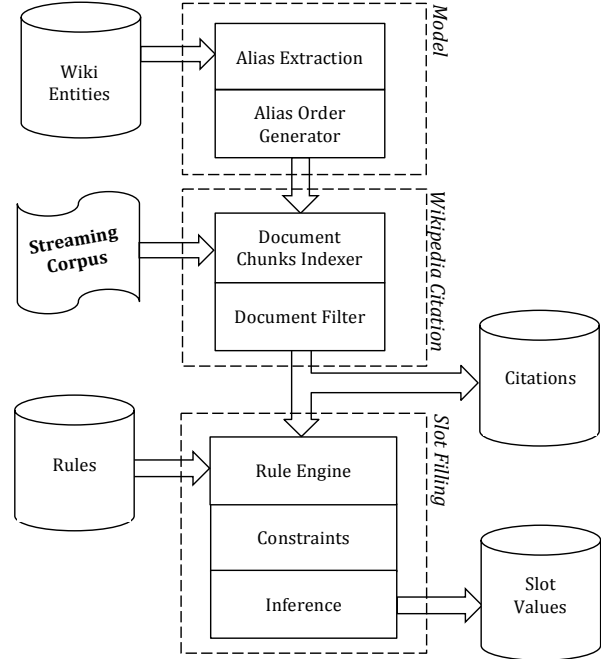 Model
Wiki
Entities
Alias Extraction
Alias Order
Generator
Wikipedia Citation
Streaming
Corpus
Document
Chunks Indexer
Document Filter
Citations
Slot Filling
Rules
Rule Engine
Constraints
Inference
Slot
Values